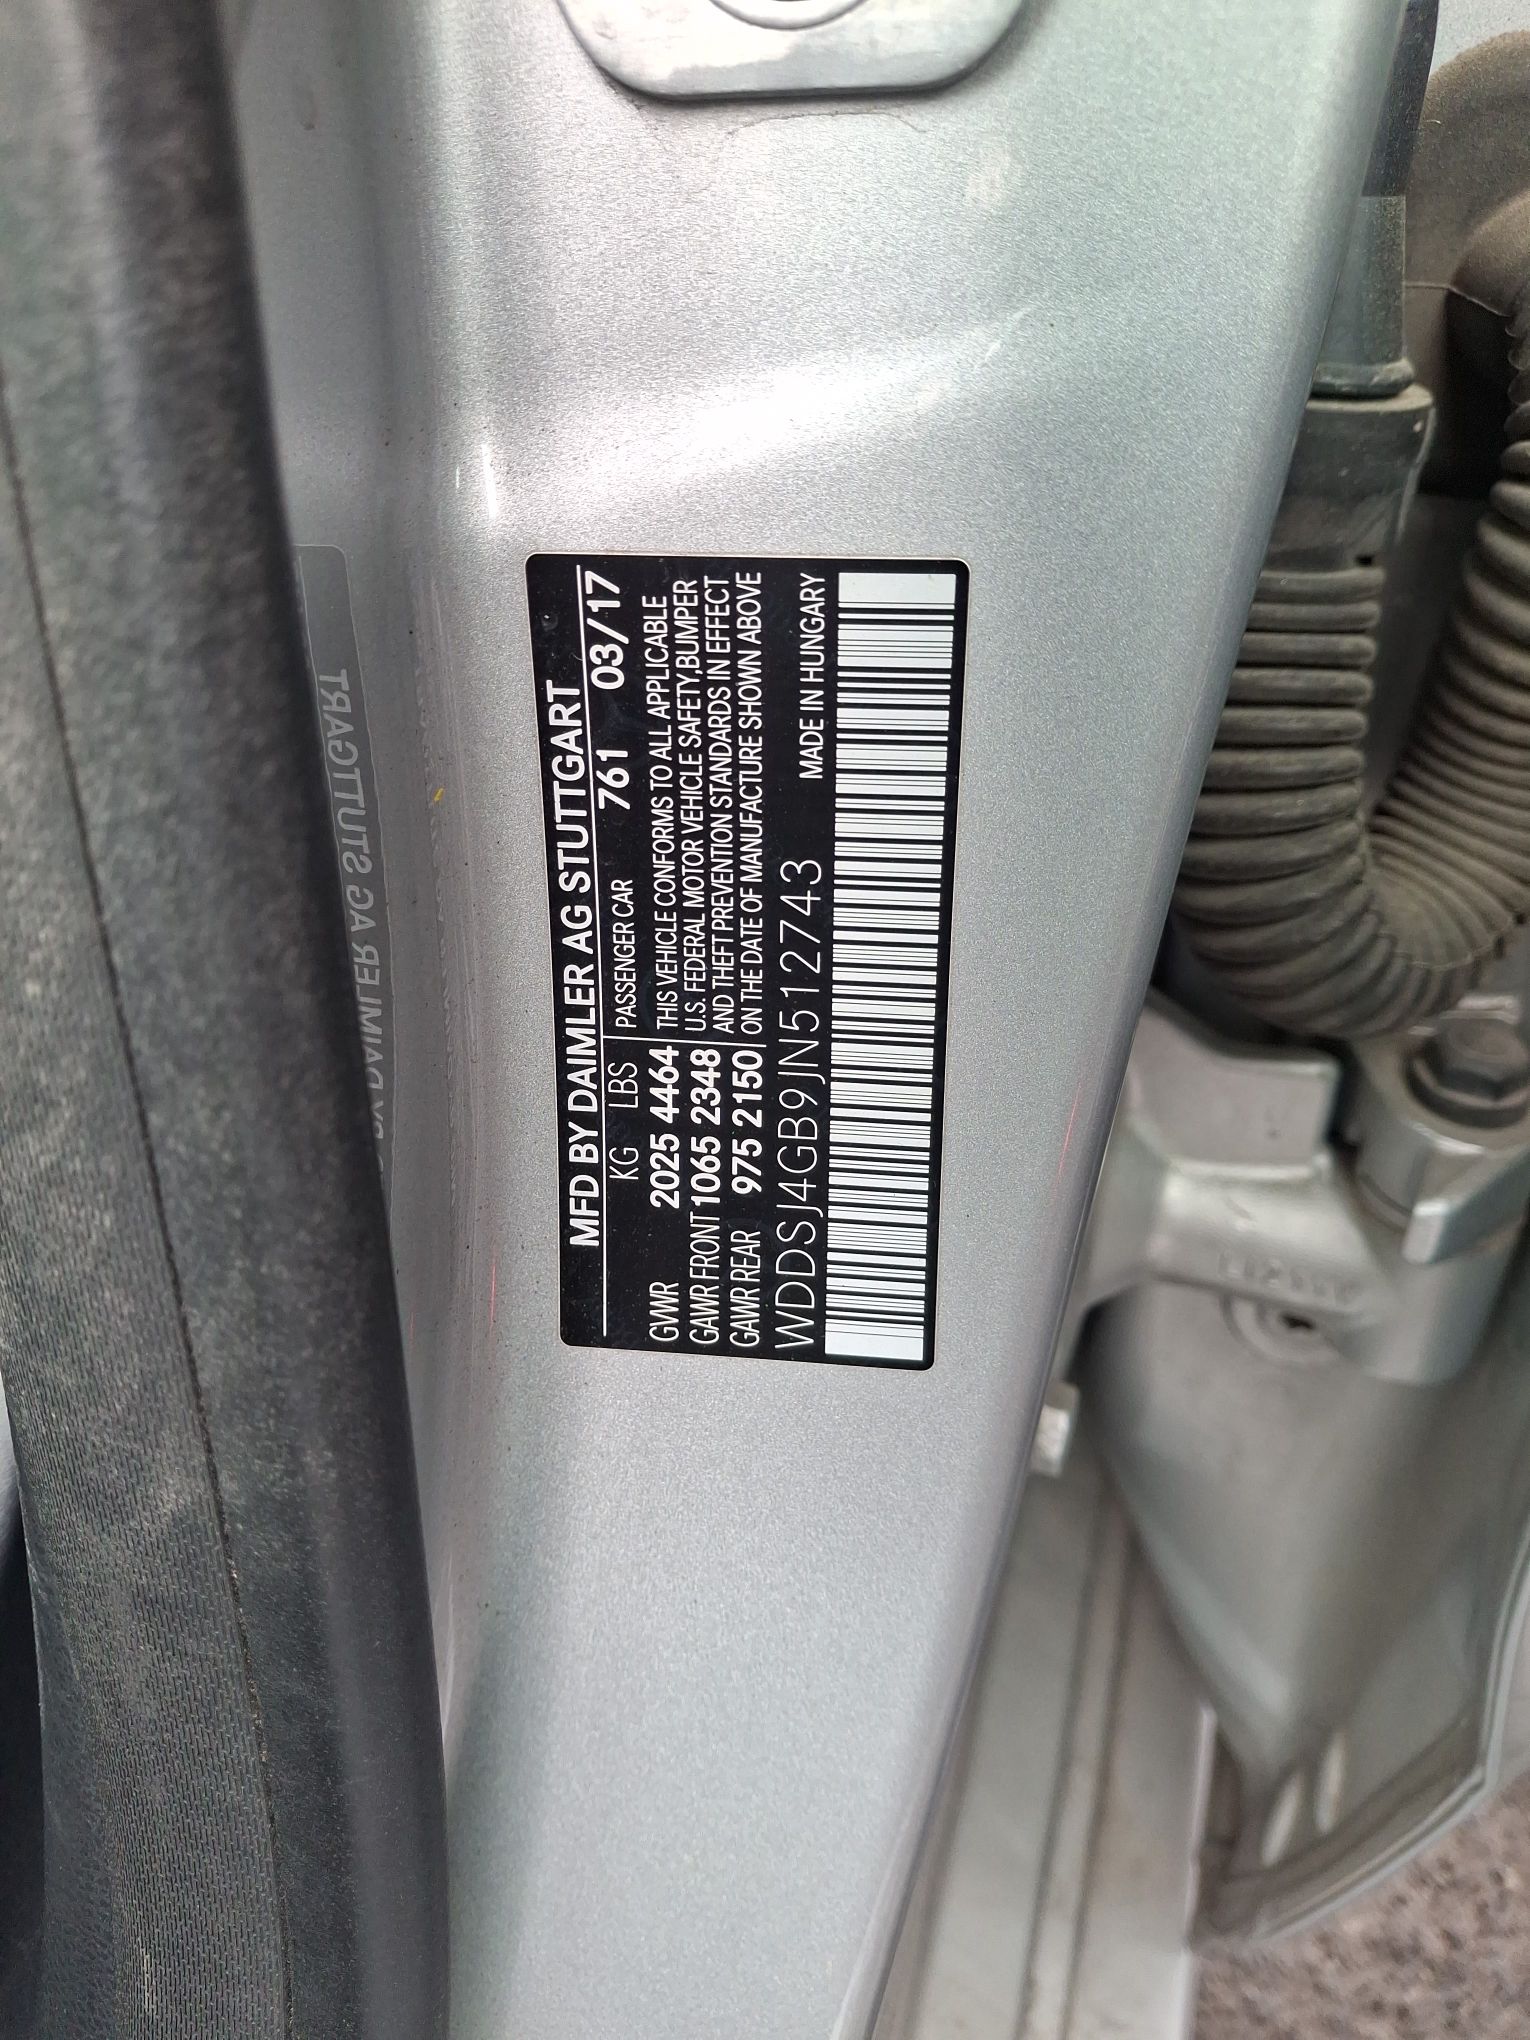 MFD BY DAIMLER AG STUTTGART
KG LBS PASSENGER CAR 761 03/17
GVWR 2025 4464 THIS VEHICLE CONFORMS TO ALL APPLICABLE
GAWR FRONT 1065 2348 U.S. FEDERAL MOTOR VEHICLE SAFETY,BUMPER
AND THEFT PREVENTION STANDARDS IN EFFECT
GAWR REAR 975 2150 ON THE DATE OF MANUFACTURE SHOWN ABOVE
WDDSJ4GB9JN512743 MADE IN HUNGARY